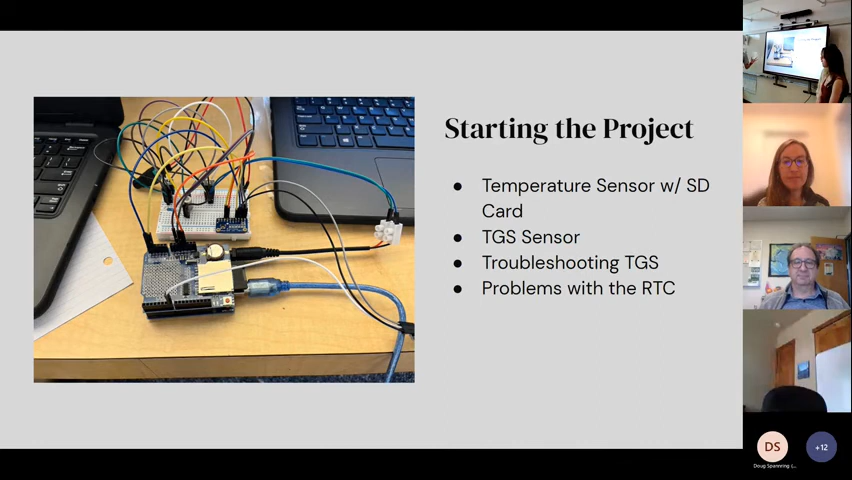 Starting the Project
● Temperature Sensor w/ SD
Card
● TGS Sensor
● Troubleshooting TGS
● Problems with the RTC
DS
+12
Doug Spanning (...